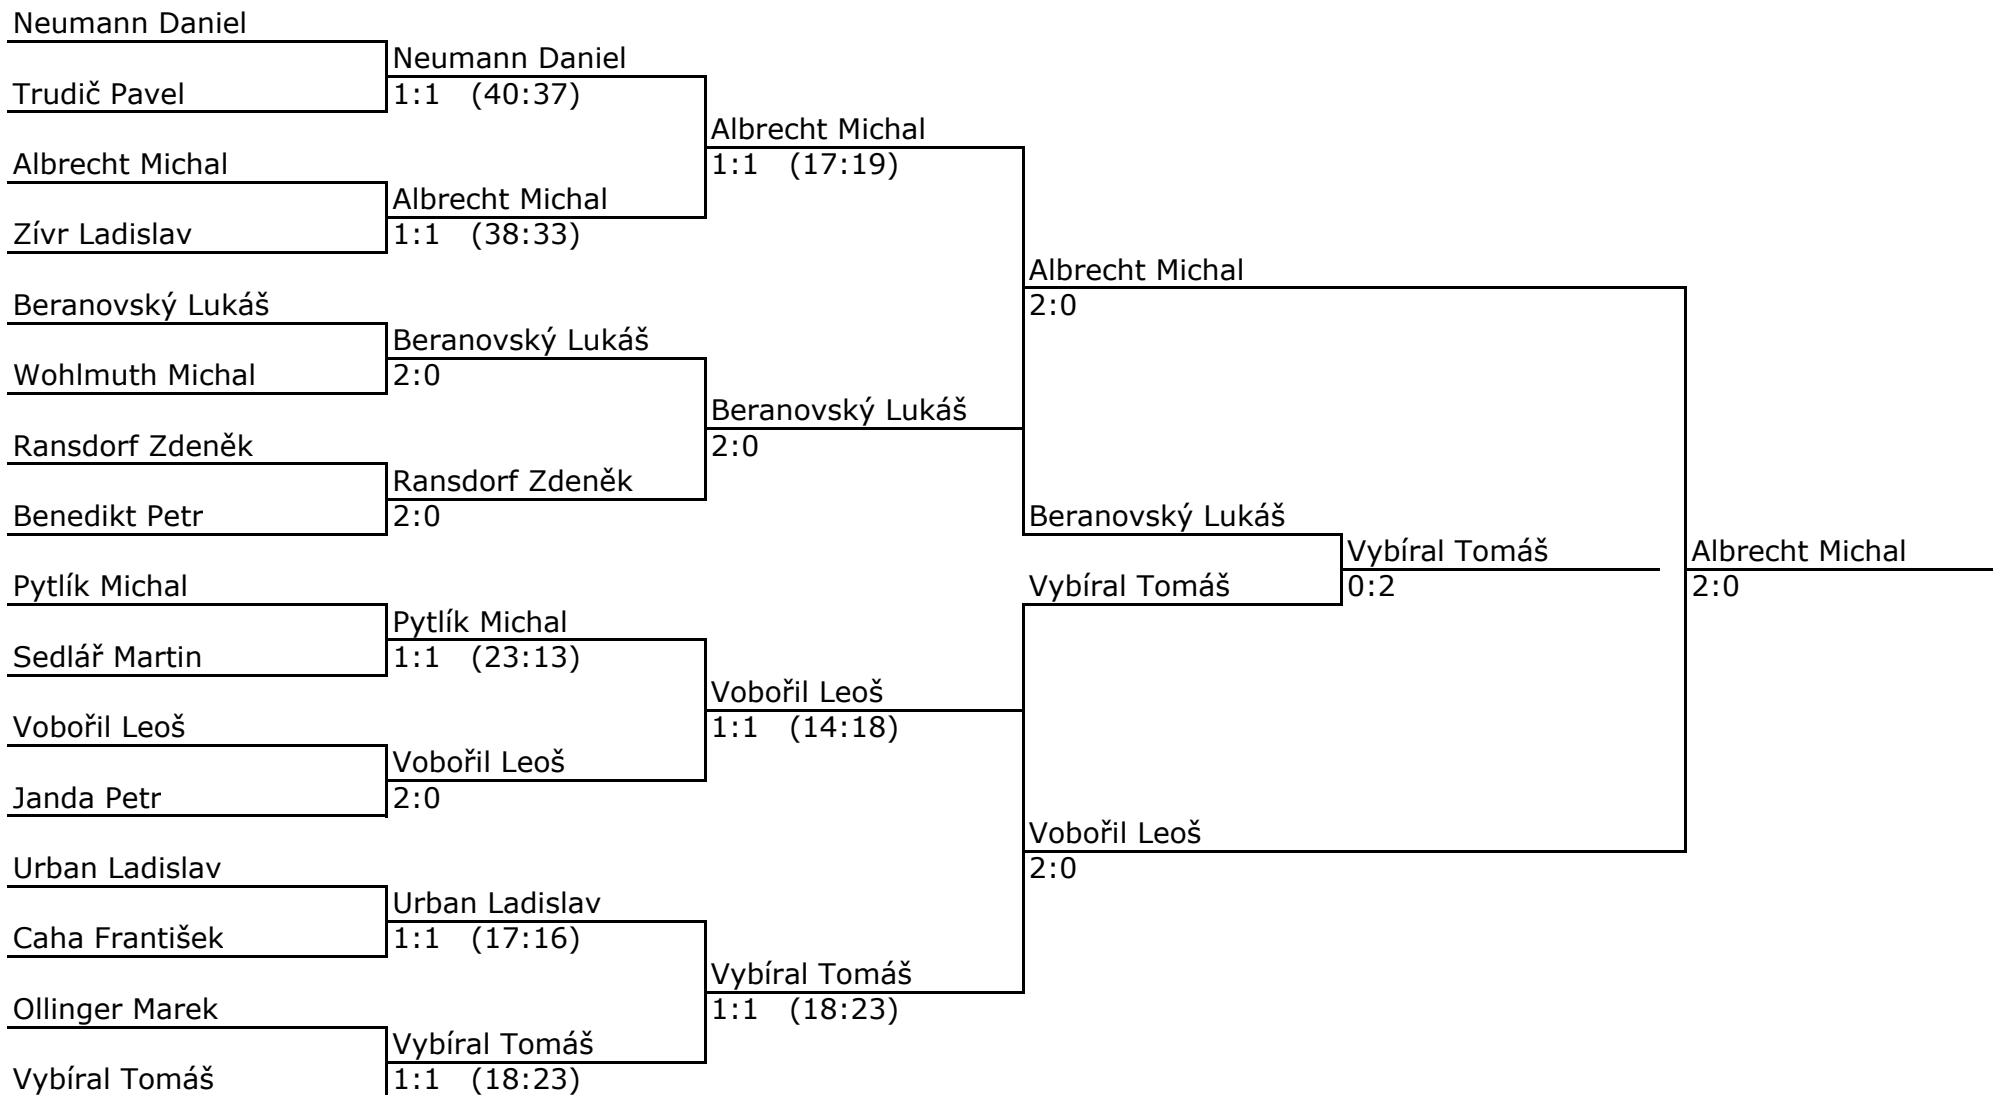 Neumann Daniel
Neumann Daniel
Trudič Pavel
1:1 (40:37)
Albrecht Michal
Albrecht Michal
1:1 (17:19)
Albrecht Michal
Zívr Ladislav
1:1 (38:33)
Albrecht Michal
Beranovský Lukáš
2:0
Beranovský Lukáš
Wohlmuth Michal
2:0
Beranovský Lukáš
Ransdorf Zdeněk
2:0
Ransdorf Zdeněk
Benedikt Petr
2:0
Beranovský Lukáš
Vybíral Tomáš
Albrecht Michal
Pytlík Michal
Vybíral Tomáš
0:2
2:0
Pytlík Michal
Sedlář Martin
1:1 (23:13)
Vobořil Leoš
Vobořil Leoš
1:1 (14:18)
Vobořil Leoš
Janda Petr
2:0
Vobořil Leoš
Urban Ladislav
2:0
Urban Ladislav
Caha František
1:1 (17:16)
Vybíral Tomáš
Ollinger Marek
1:1 (18:23)
Vybíral Tomáš
Vybíral Tomáš
1:1 (18:23)